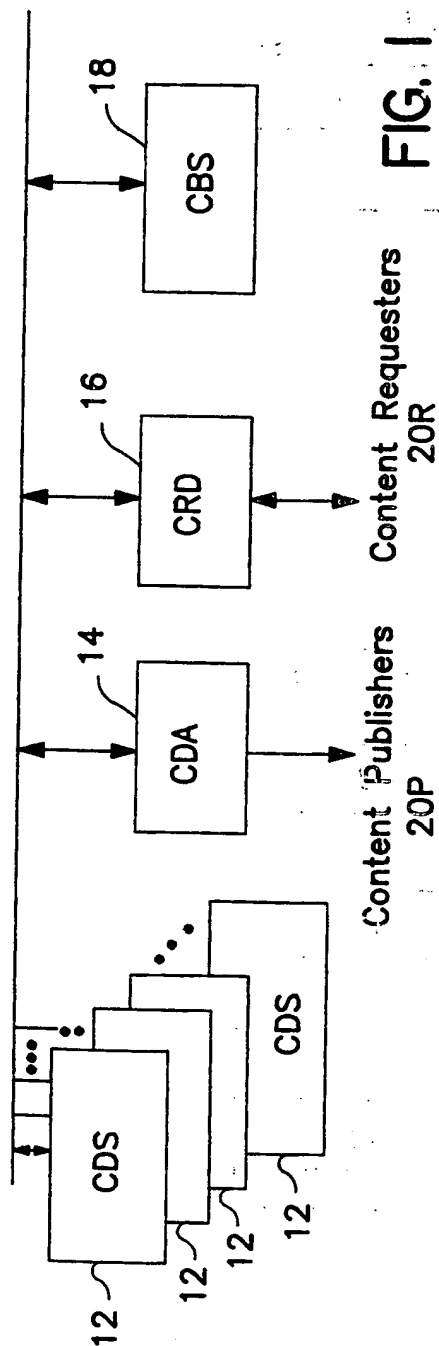 18
CBS
16
CRD
14
CDA
CDS
12
12
12
CDS
12
Content Requesters
20R
Content Publishers
20P
FIG. 1